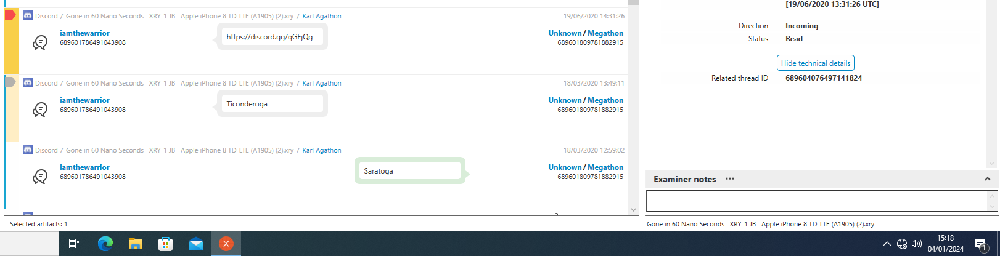 Discord / Gone in 60 Nano Seconds--XRY-1 JB--Apple iPhone 8 TD-LTE (A1905) (2).xry / Karl Agathon 19/06/2020 14:31:26
iamthewarrior https://discord.gg/qGEjQg Unknown / Megathon
689601786491043908 689601809781882915
Discord / Gone in 60 Nano Seconds--XRY-1 JB--Apple iPhone 8 TD-LTE (A1905) (2).xry / Karl Agathon 18/03/2020 13:49:11
iamthewarrior Ticonderoga Unknown / Megathon
689601786491043908 689601809781882915
Discord / Gone in 60 Nano Seconds--XRY-1 JB--Apple iPhone 8 TD-LTE (A1905) (2).xry / Karl Agathon 18/03/2020 12:59:02
iamthewarrior Saratoga Unknown / Megathon
689601786491043908 689601809781882915
Selected artifacts: 1
[19/06/2020 13:31:26 UTC]
Direction Incoming
Status Read
Hide technical details
Related thread ID 689604076497141824
Examiner notes ···
Gone in 60 Nano Seconds--XRY-1 JB--Apple iPhone 8 TD-LTE (A1905) (2).xry
15:18
04/01/2024
1